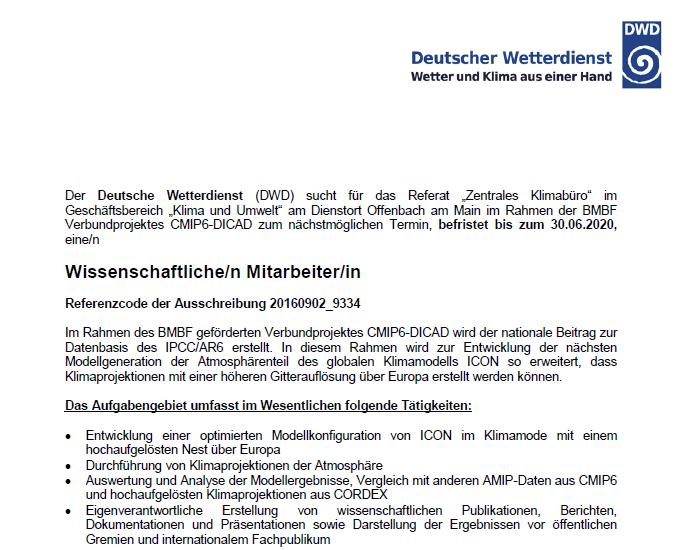 DWD
Deutscher Wetterdienst
Wetter und Klima aus einer Hand
Der Deutsche Wetterdienst (DWD) sucht für das Referat „Zentrales Klimabüro“ im
Geschäftsbereich „Klima und Umwelt“ am Dienstort Offenbach am Main im Rahmen der BMBF
Verbundprojektes CMIP6-DICAD zum nächstmöglichen Termin, befristet bis zum 30.06.2020,
eine/n
Wissenschaftliche/n Mitarbeiter/in
Referenzcode der Ausschreibung 20160902_9334
Im Rahmen des BMBF geförderten Verbundprojektes CMIP6-DICAD wird der nationale Beitrag zur
Datenbasis des IPCC/AR6 erstellt. In diesem Rahmen wird zur Entwicklung der nächsten
Modellgeneration der Atmosphärenteil des globalen Klimamodells ICON so erweitert, dass
Klimaprojektionen mit einer höheren Gitterauflösung über Europa erstellt werden können.
Das Aufgabengebiet umfasst im Wesentlichen folgende Tätigkeiten:
• Entwicklung einer optimierten Modellkonfiguration von ICON im Klimamode mit einem
hochaufgelösten Nest über Europa
• Durchführung von Klimaprojektionen der Atmosphäre
• Auswertung und Analyse der Modellergebnisse, Vergleich mit anderen AMIP-Daten aus CMIP6
und hochaufgelösten Klimaprojektionen aus CORDEX
• Eigenverantwortliche Erstellung von wissenschaftlichen Publikationen, Berichten,
Dokumentationen und Präsentationen sowie Darstellung der Ergebnissen vor öffentlichen
Gremien und internationalem Fachpublikum